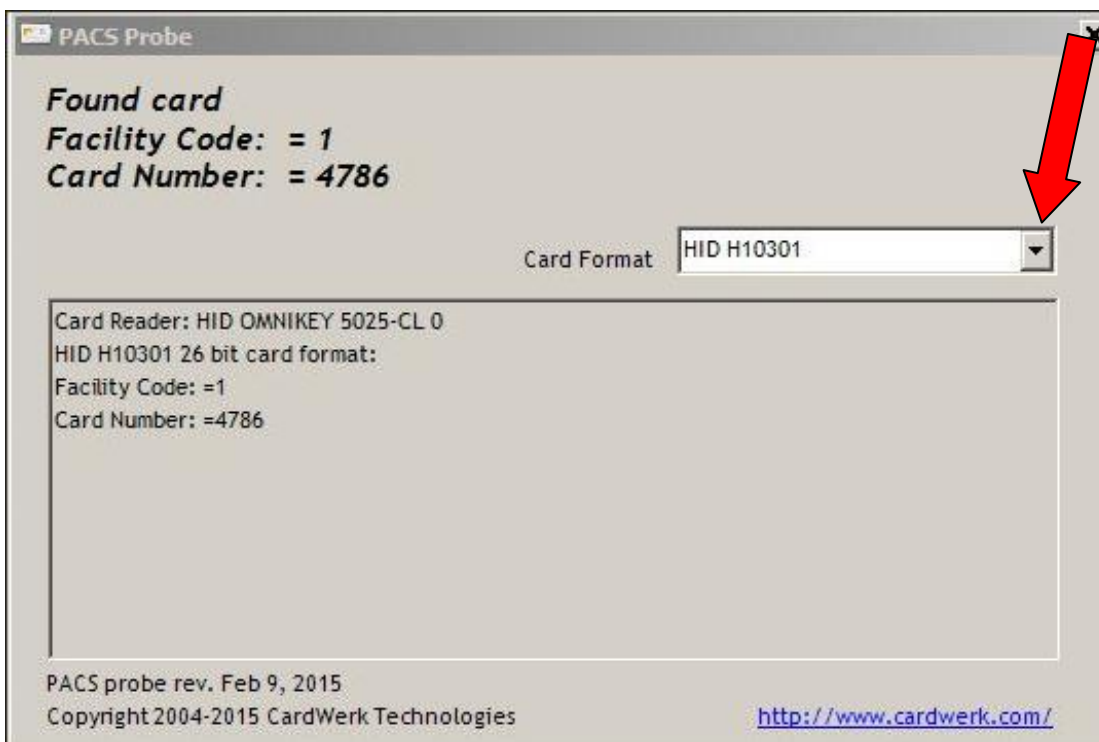 PACS Probe
Found card
Facility Code: = 1
Card Number: = 4786
Card Format HID H10301
Card Reader: HID OMNIKEY 5025-CL 0
HID H10301 26 bit card format:
Facility Code: =1
Card Number: =4786
PACS probe rev. Feb 9, 2015
Copyright 2004-2015 CardWerk Technologies http://www.cardwerk.com/